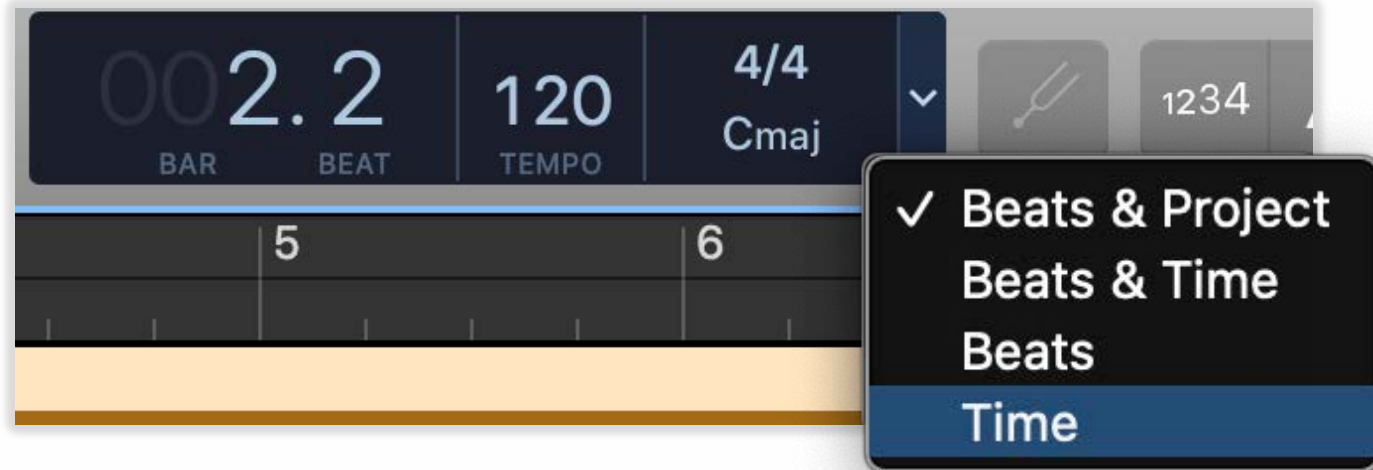 002. 2
BAR BEAT
120
TEMPO
4/4
Cmaj
1234
5 6
✓ Beats & Project
Beats & Time
Beats
Time